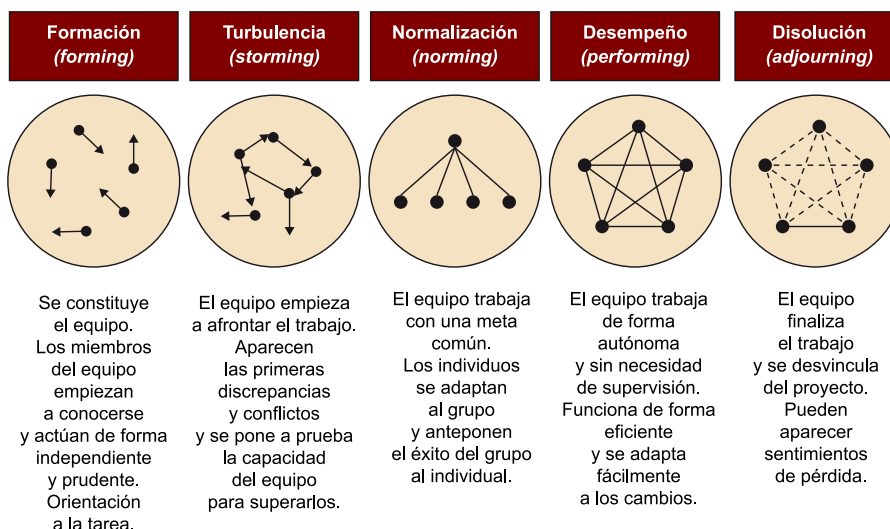 Formación
(forming)
Se constituye
el equipo.
Los miembros
del equipo
empiezan
a conocerse
y actúan de forma
independiente
y prudente.
Orientación
a la tarea.
Turbulencia
(storming)
El equipo empieza
a afrontar el trabajo.
Aparecen
las primeras
discrepancias
y conflictos
y se pone a prueba
la capacidad
del equipo
para superarlos.
Normalización
(norming)
El equipo trabaja
con una meta
común.
Los individuos
se adaptan
al grupo
y anteponen
el éxito del grupo
al individual.
Desempeño
(performing)
El equipo trabaja
de forma
autónoma
y sin necesidad
de supervisión.
Funciona de forma
eficiente
y se adapta
fácilmente
a los cambios.
Disolución
(adjourning)
El equipo
finaliza
el trabajo
y se desvincula
del proyecto.
Pueden
aparecer
sentimientos
de pérdida.